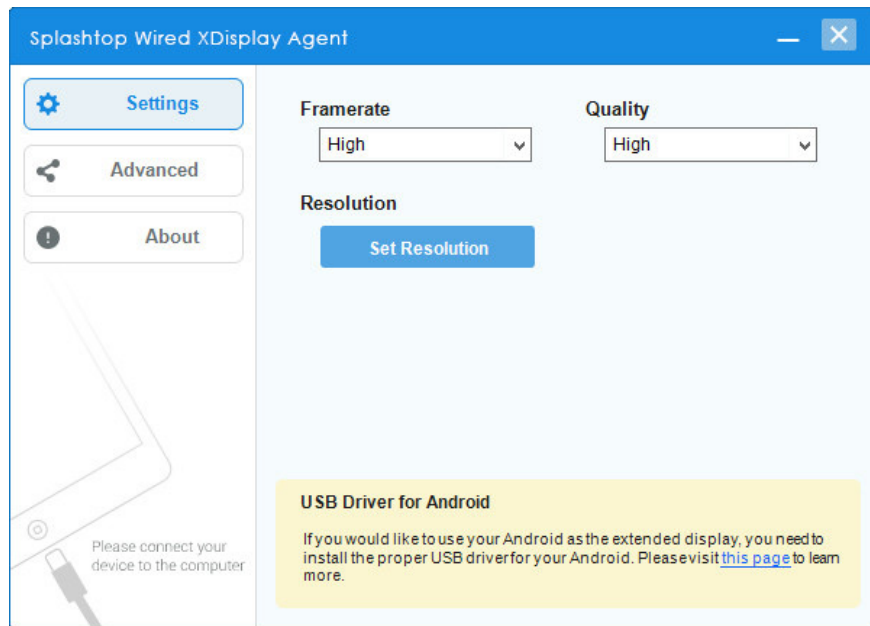 Splashtop Wired XDisplay Agent
Settings
Advanced
About
Please connect your
device to the computer
Framerate
Quality
High
High
Resolution
Set Resolution
USB Driver for Android
If you would like to use your Android as the extended display, you need to
install the proper USB driver for your Android. Please visit this page to learn
more.